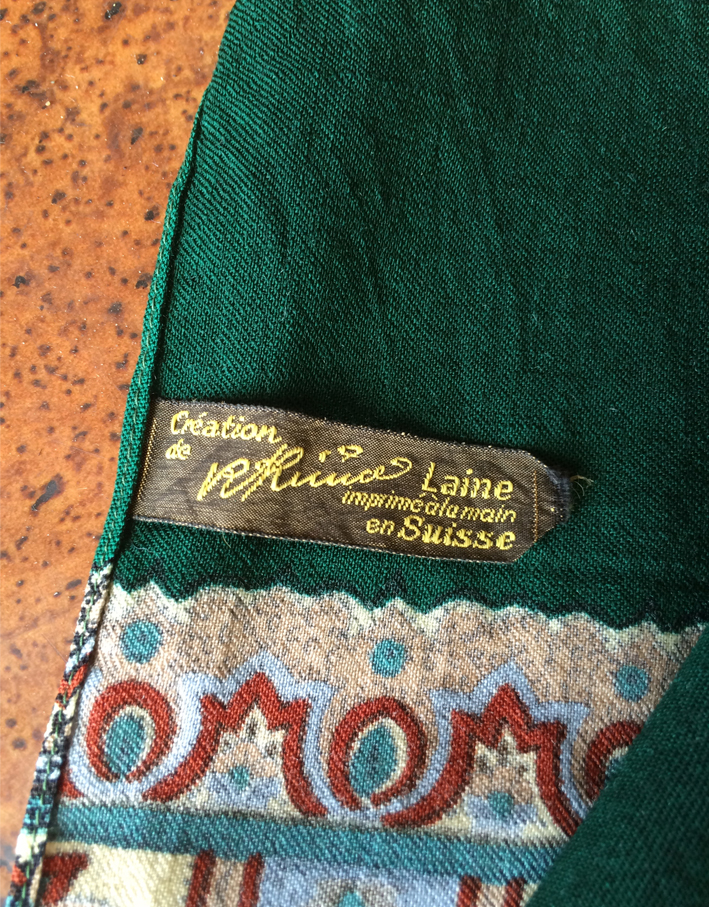 Création
de
Laine
imprimé à la main
en Suisse